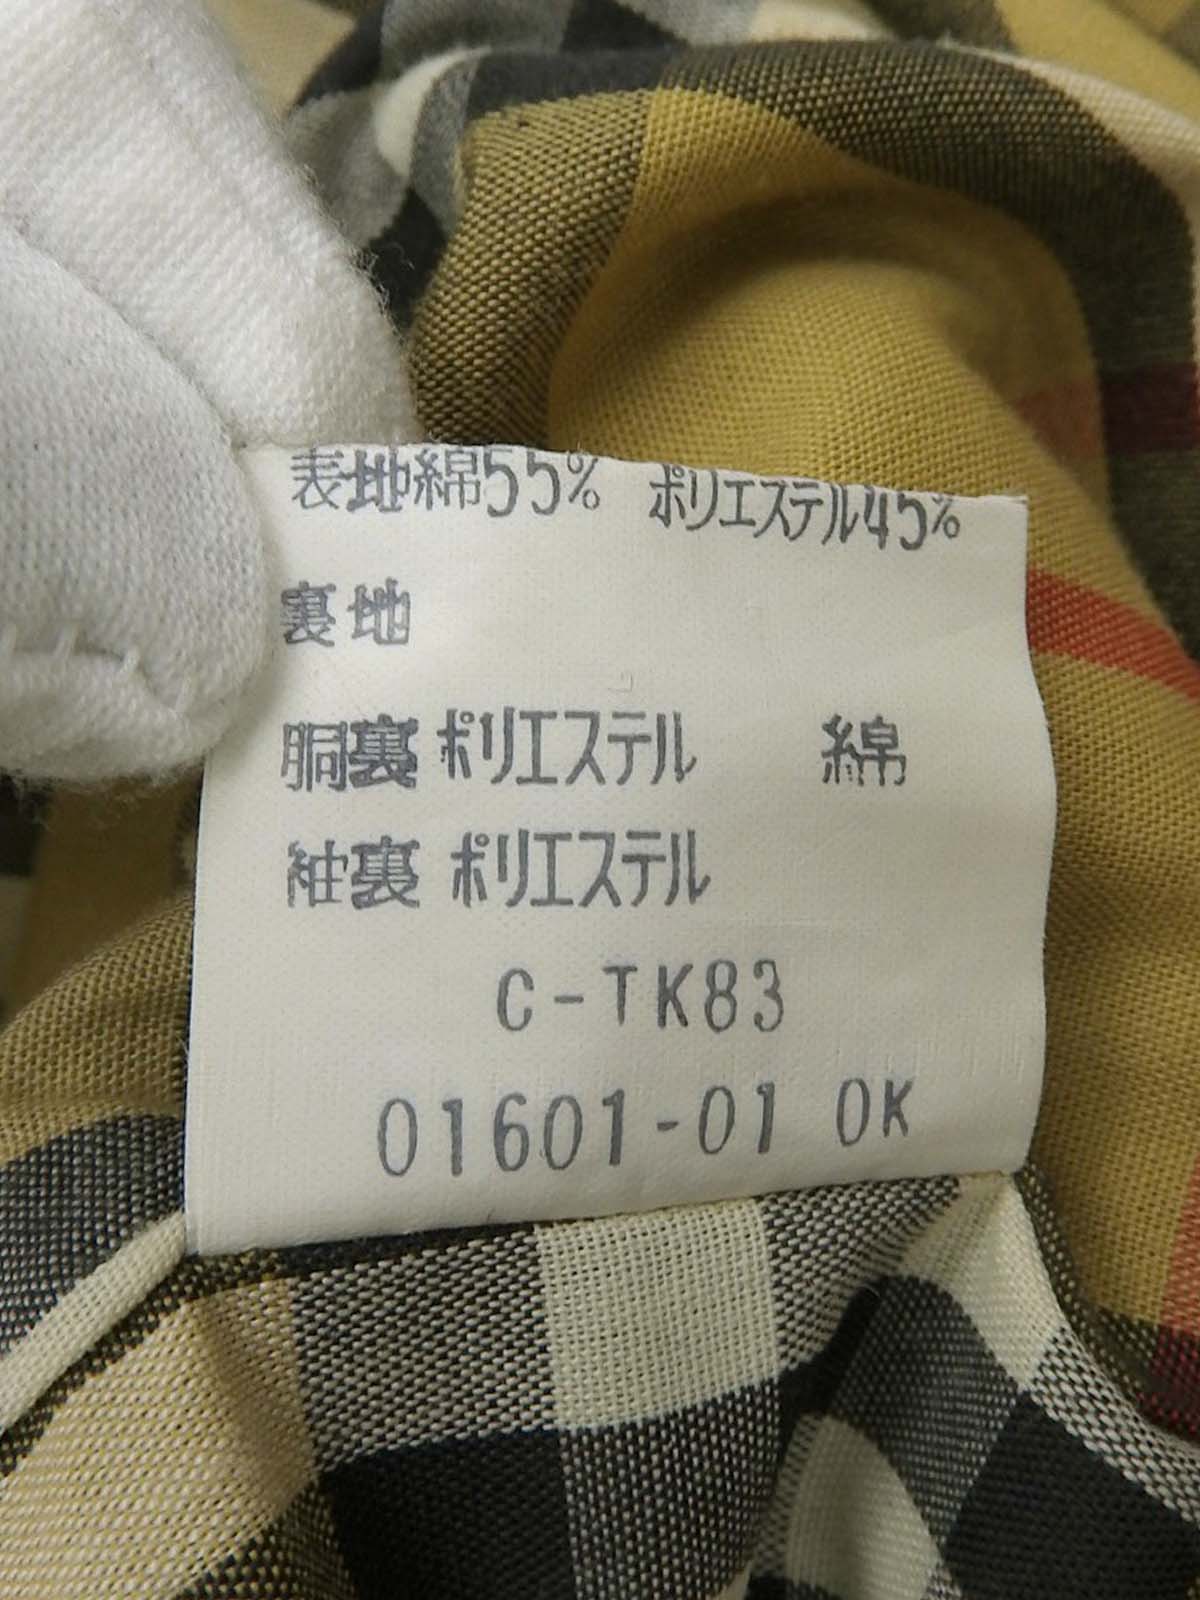 表地綿55% ポリエステル45%
裏地
胴裏ポリエステル 綿
袖裏ポリエステル
C-TK83
01601-01 OK